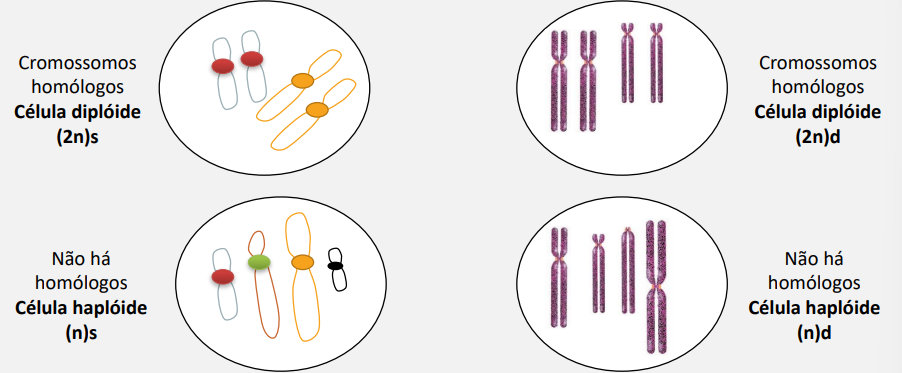 Cromossomos
homólogos
Célula diplóide
(2n)s
Cromossomos
homólogos
Célula diplóide
(2n)d
Não há
homólogos
Célula haplóide
(n)s
Não há
homólogos
Célula haplóide
(n)d